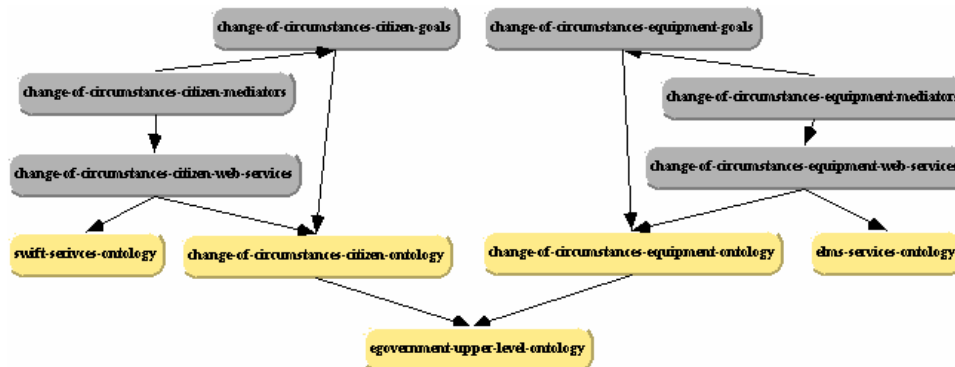 change-of-circumstances-citizen-goals
change-of-circumstances-equipment-goals
change-of-circumstances-citizen-mediators
change-of-circumstances-equipment-mediators
change-of-circumstances-citizen-web-services
change-of-circumstances-equipment-web-services
swift-serivces-ontology
change-of-circumstances-citizen-ontology
change-of-circumstances-equipment-ontology
elms-services-ontology
egovernment-upper-level-ontology